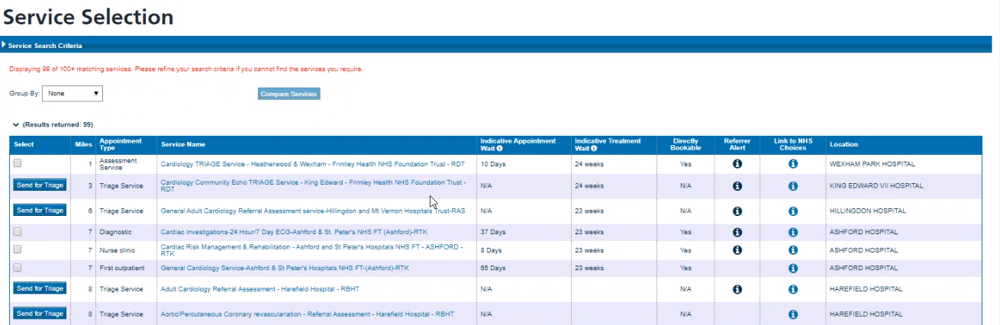 Service Selection
Service Search Criteria
Displaying 99 of 100+ matching services. Please refine your search criteria if you cannot find the services you require.
Group By: None Compare Services
(Results returned: 99)
Select Miles Appointment Type Service Name Indicative Appointment Wait Indicative Treatment Wait Directly Bookable Referrer Alert Link to NHS Choices Location
1 Assessment Service Cardiology TRIAGE Service - Heatherwood & Wexham - Frimley Health NHS Foundation Trust - RD7 10 Days 24 weeks Yes WEXHAM PARK HOSPITAL
Send for Triage 3 Triage Service Cardiology Community Echo TRIAGE Service - King Edward - Frimley Health NHS Foundation Trust - RD7 N/A 24 weeks N/A KING EDWARD VII HOSPITAL
Send for Triage 6 Triage Service General Adult Cardiology Referral Assessment service-Hillingdon and Mt Vernon Hospitals Trust-RAS N/A 23 weeks N/A HILLINGDON HOSPITAL
7 Diagnostic Cardiac Investigations-24 Hour/7 Day ECG-Ashford & St. Peter's NHS FT (Ashford)-RTK 37 Days 23 weeks Yes ASHFORD HOSPITAL
7 Nurse clinic Cardiac Risk Management & Rehabilitation - Ashford and St Peter's Hospitals NHS FT - ASHFORD - RTK 8 Days 23 weeks Yes ASHFORD HOSPITAL
7 First outpatient General Cardiology Service-Ashford & St Peter's Hospitals NHS FT-(Ashford)-RTK 65 Days 23 weeks Yes ASHFORD HOSPITAL
Send for Triage 8 Triage Service Adult Cardiology Referral Assessment - Harefield Hospital - RBHT N/A N/A HAREFIELD HOSPITAL
Send for Triage 8 Triage Service Aortic/Percutaneous Coronary revasculariation - Referral Assessment - Harefield Hospital - RBHT N/A N/A HAREFIELD HOSPITAL